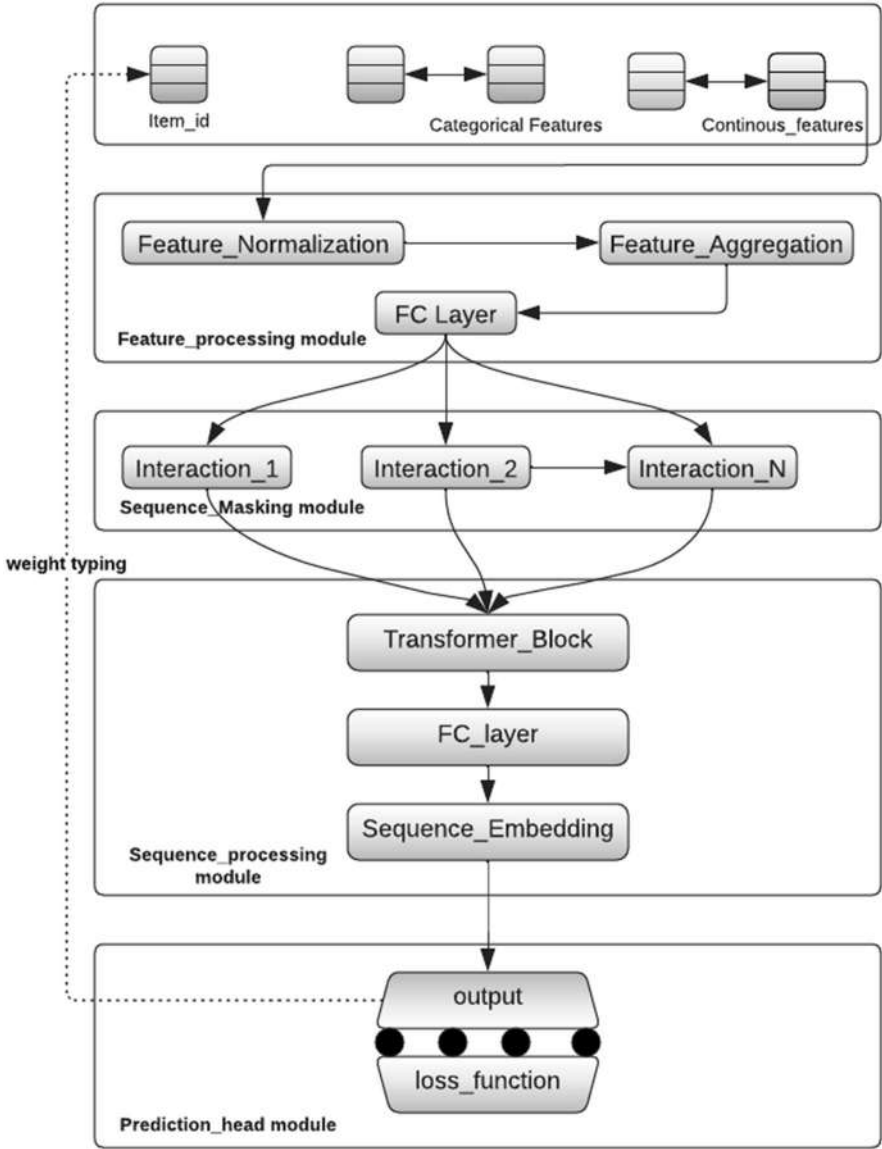 Item_id
Categorical Features
Continous_features
Feature_Normalization
Feature_Aggregation
FC Layer
Feature_processing module
Interaction_1
Interaction_2
Interaction_N
Sequence_Masking module
weight typing
Transformer_Block
FC_layer
Sequence_Embedding
Sequence_processing
module
output
loss_function
Prediction_head module